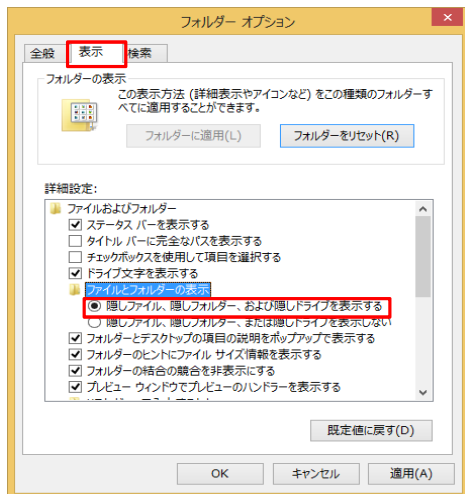 フォルダー オプション
×
全般 表示 検索
フォルダーの表示
この表示方法 (詳細表示やアイコンなど) をこの種類のフォルダーす
べてに適用することができます。
フォルダーに適用(L) フォルダーをリセット(R)
詳細設定:
ファイルおよびフォルダー
ステータス バーを表示する
タイトル バーに完全なパスを表示する
チェックボックスを使用して項目を選択する
ドライブ文字を表示する
ファイルとフォルダーの表示
隠しファイル、隠しフォルダー、および隠しドライブを表示する
隠しファイル、隠しフォルダー、または隠しドライブを表示しない
フォルダーとデスクトップの項目の説明をポップアップで表示する
フォルダーのヒントにファイル サイズ情報を表示する
フォルダーの結合の競合を非表示にする
プレビュー ウィンドウでプレビューのハンドラーを表示する
既定値に戻す(D)
OK キャンセル 適用(A)